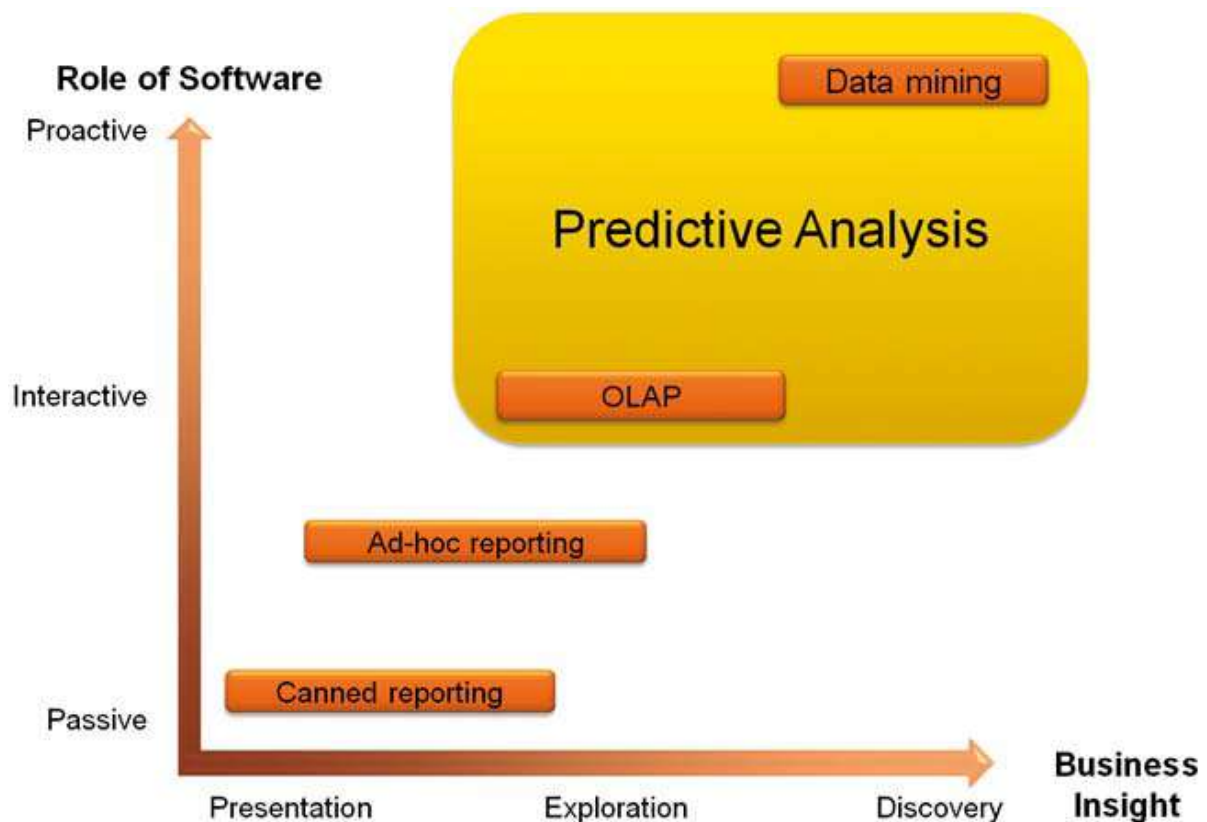 Role of Software
Proactive
Data mining
Predictive Analysis
Interactive
OLAP
Ad-hoc reporting
Canned reporting
Passive
Business
Insight
Presentation
Exploration
Discovery